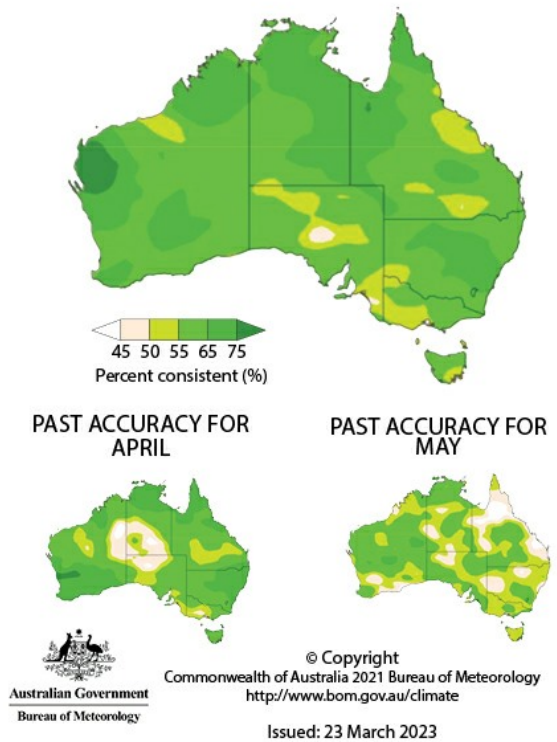 45 50 55 65 75
Percent consistent (%)
PAST ACCURACY FOR
APRIL
PAST ACCURACY FOR
MAY
Australian Government
Bureau of Meteorology
© Copyright
Commonwealth of Australia 2021 Bureau of Meteorology
http://www.bom.gov.au/climate
Issued: 23 March 2023